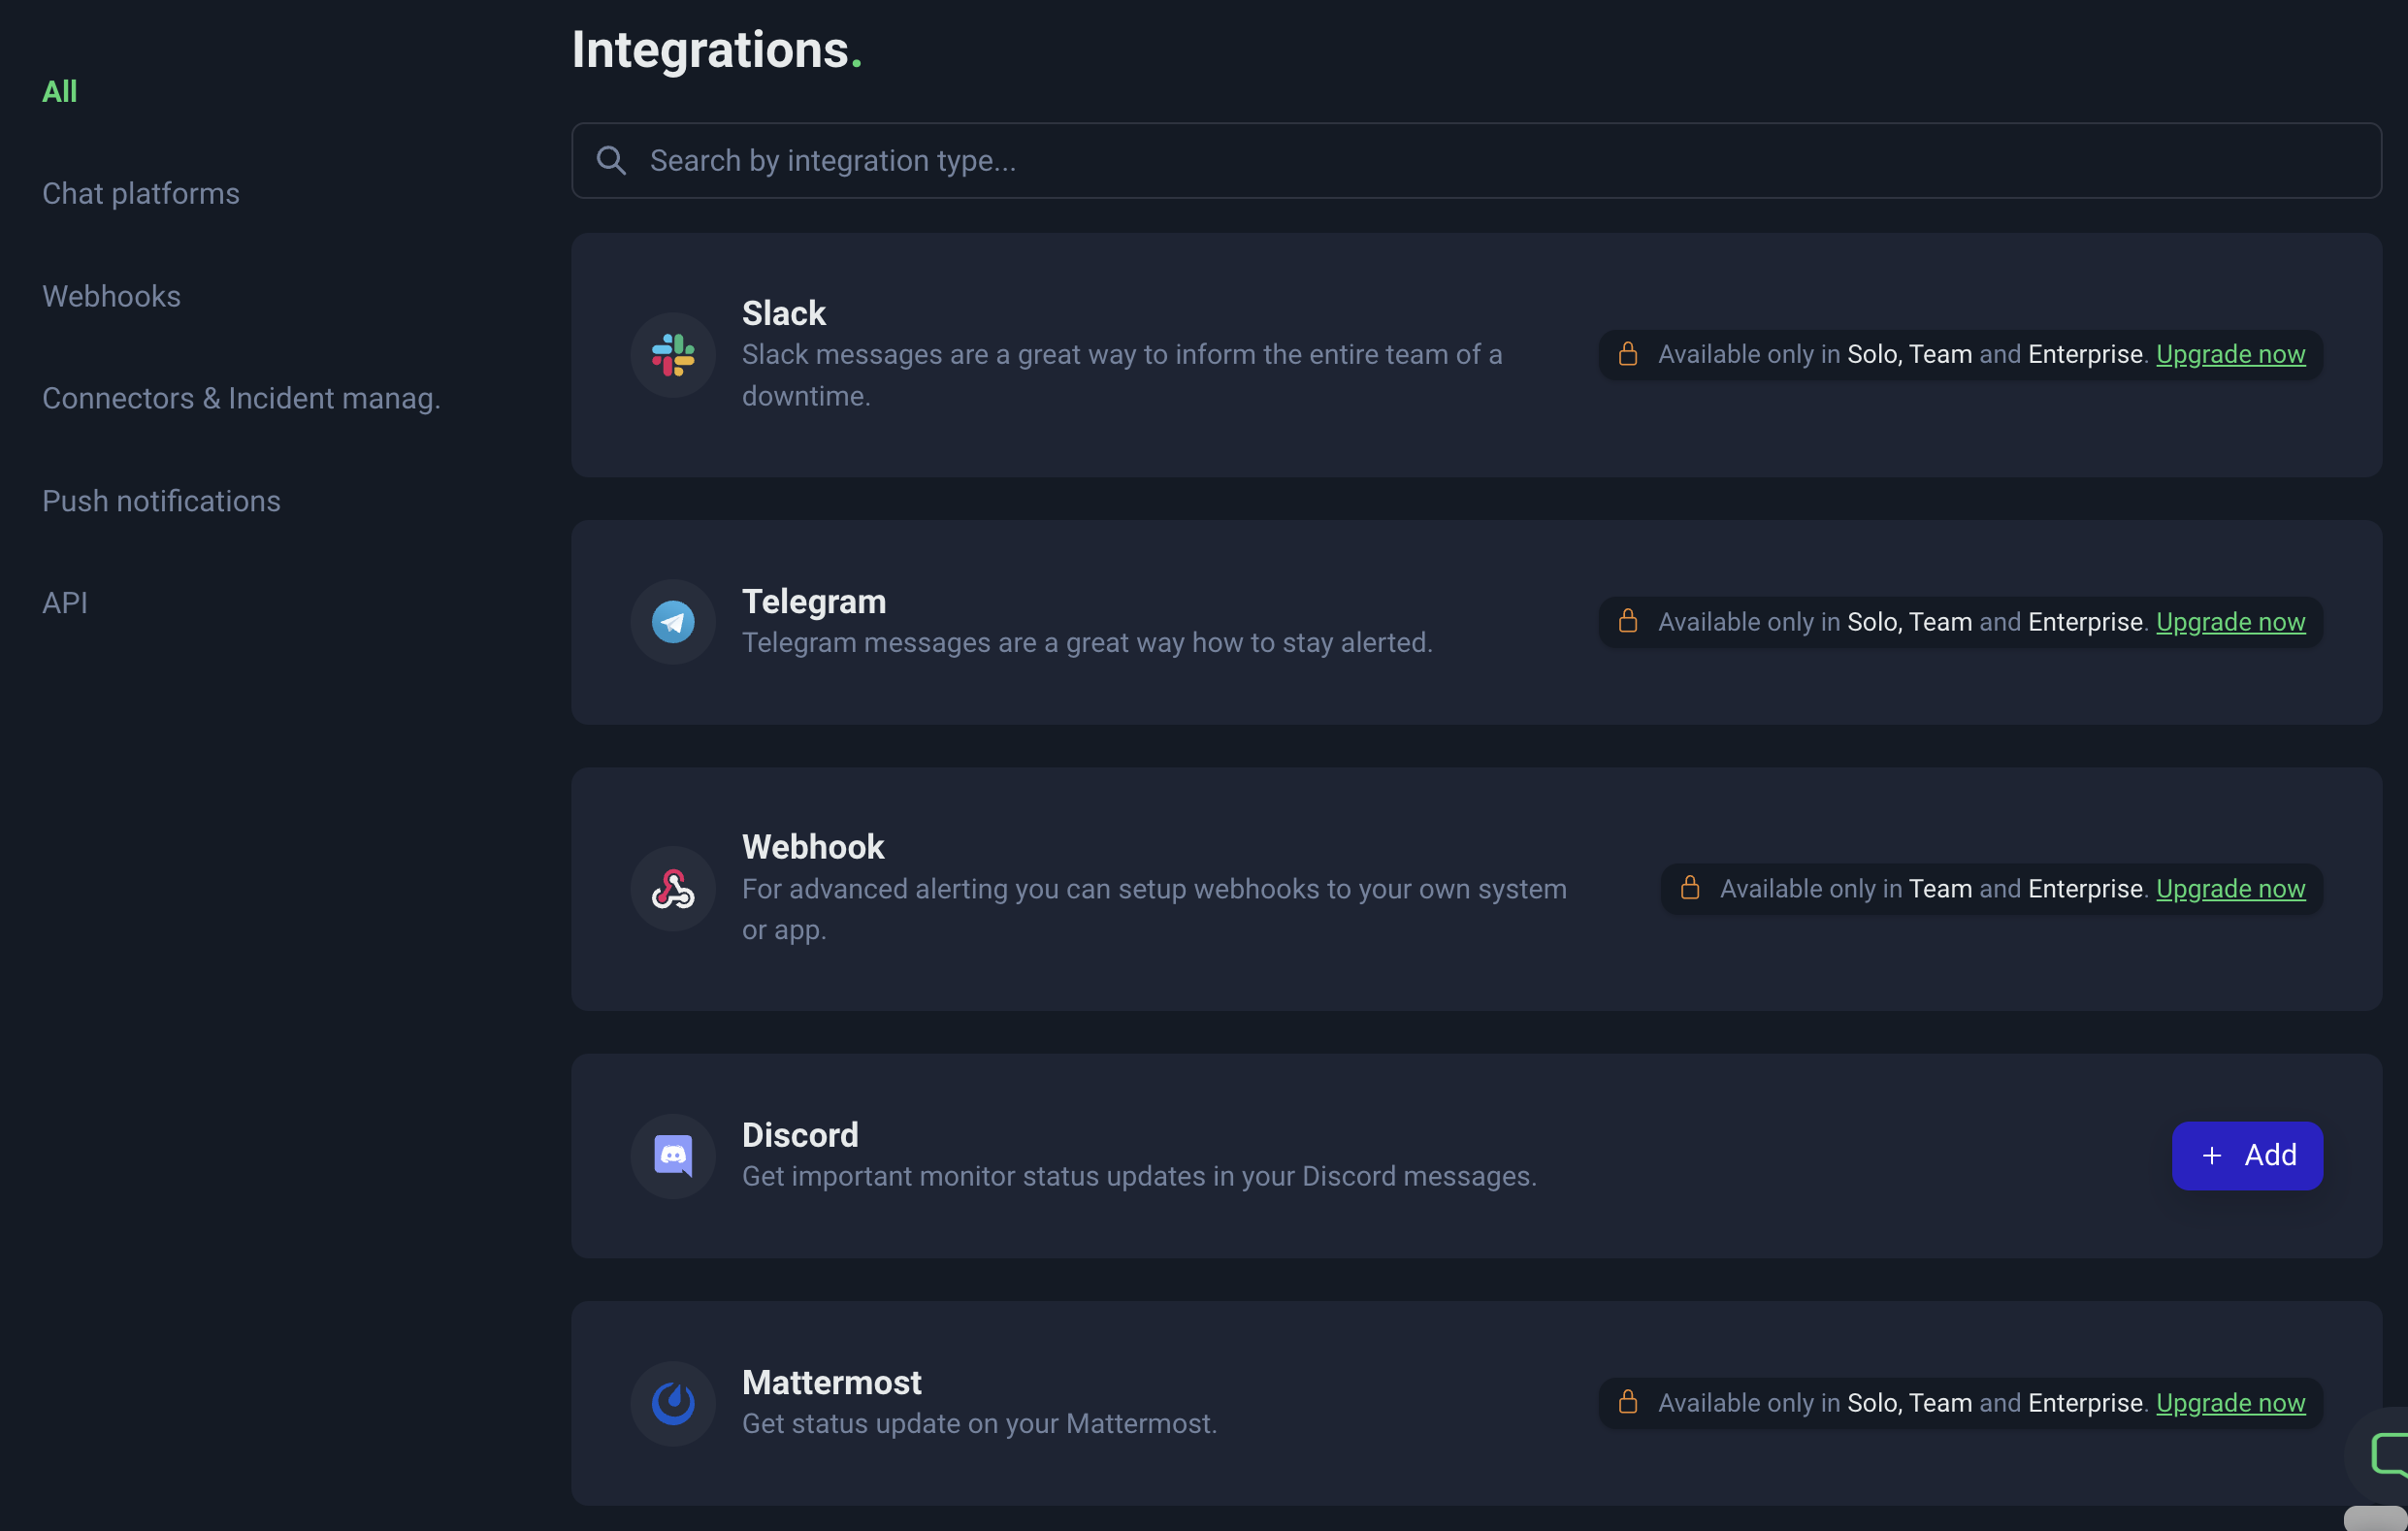 All
Chat platforms
Webhooks
Connectors & Incident manag.
Push notifications
API
Integrations.
Search by integration type...
Slack
Slack messages are a great way to inform the entire team of a
downtime.
Available only in Solo, Team and Enterprise. Upgrade now
Telegram
Telegram messages are a great way how to stay alerted.
Available only in Solo, Team and Enterprise. Upgrade now
Webhook
For advanced alerting you can setup webhooks to your own system
or app.
Available only in Team and Enterprise. Upgrade now
Discord
Get important monitor status updates in your Discord messages.
+ Add
Mattermost
Get status update on your Mattermost.
Available only in Solo, Team and Enterprise. Upgrade now